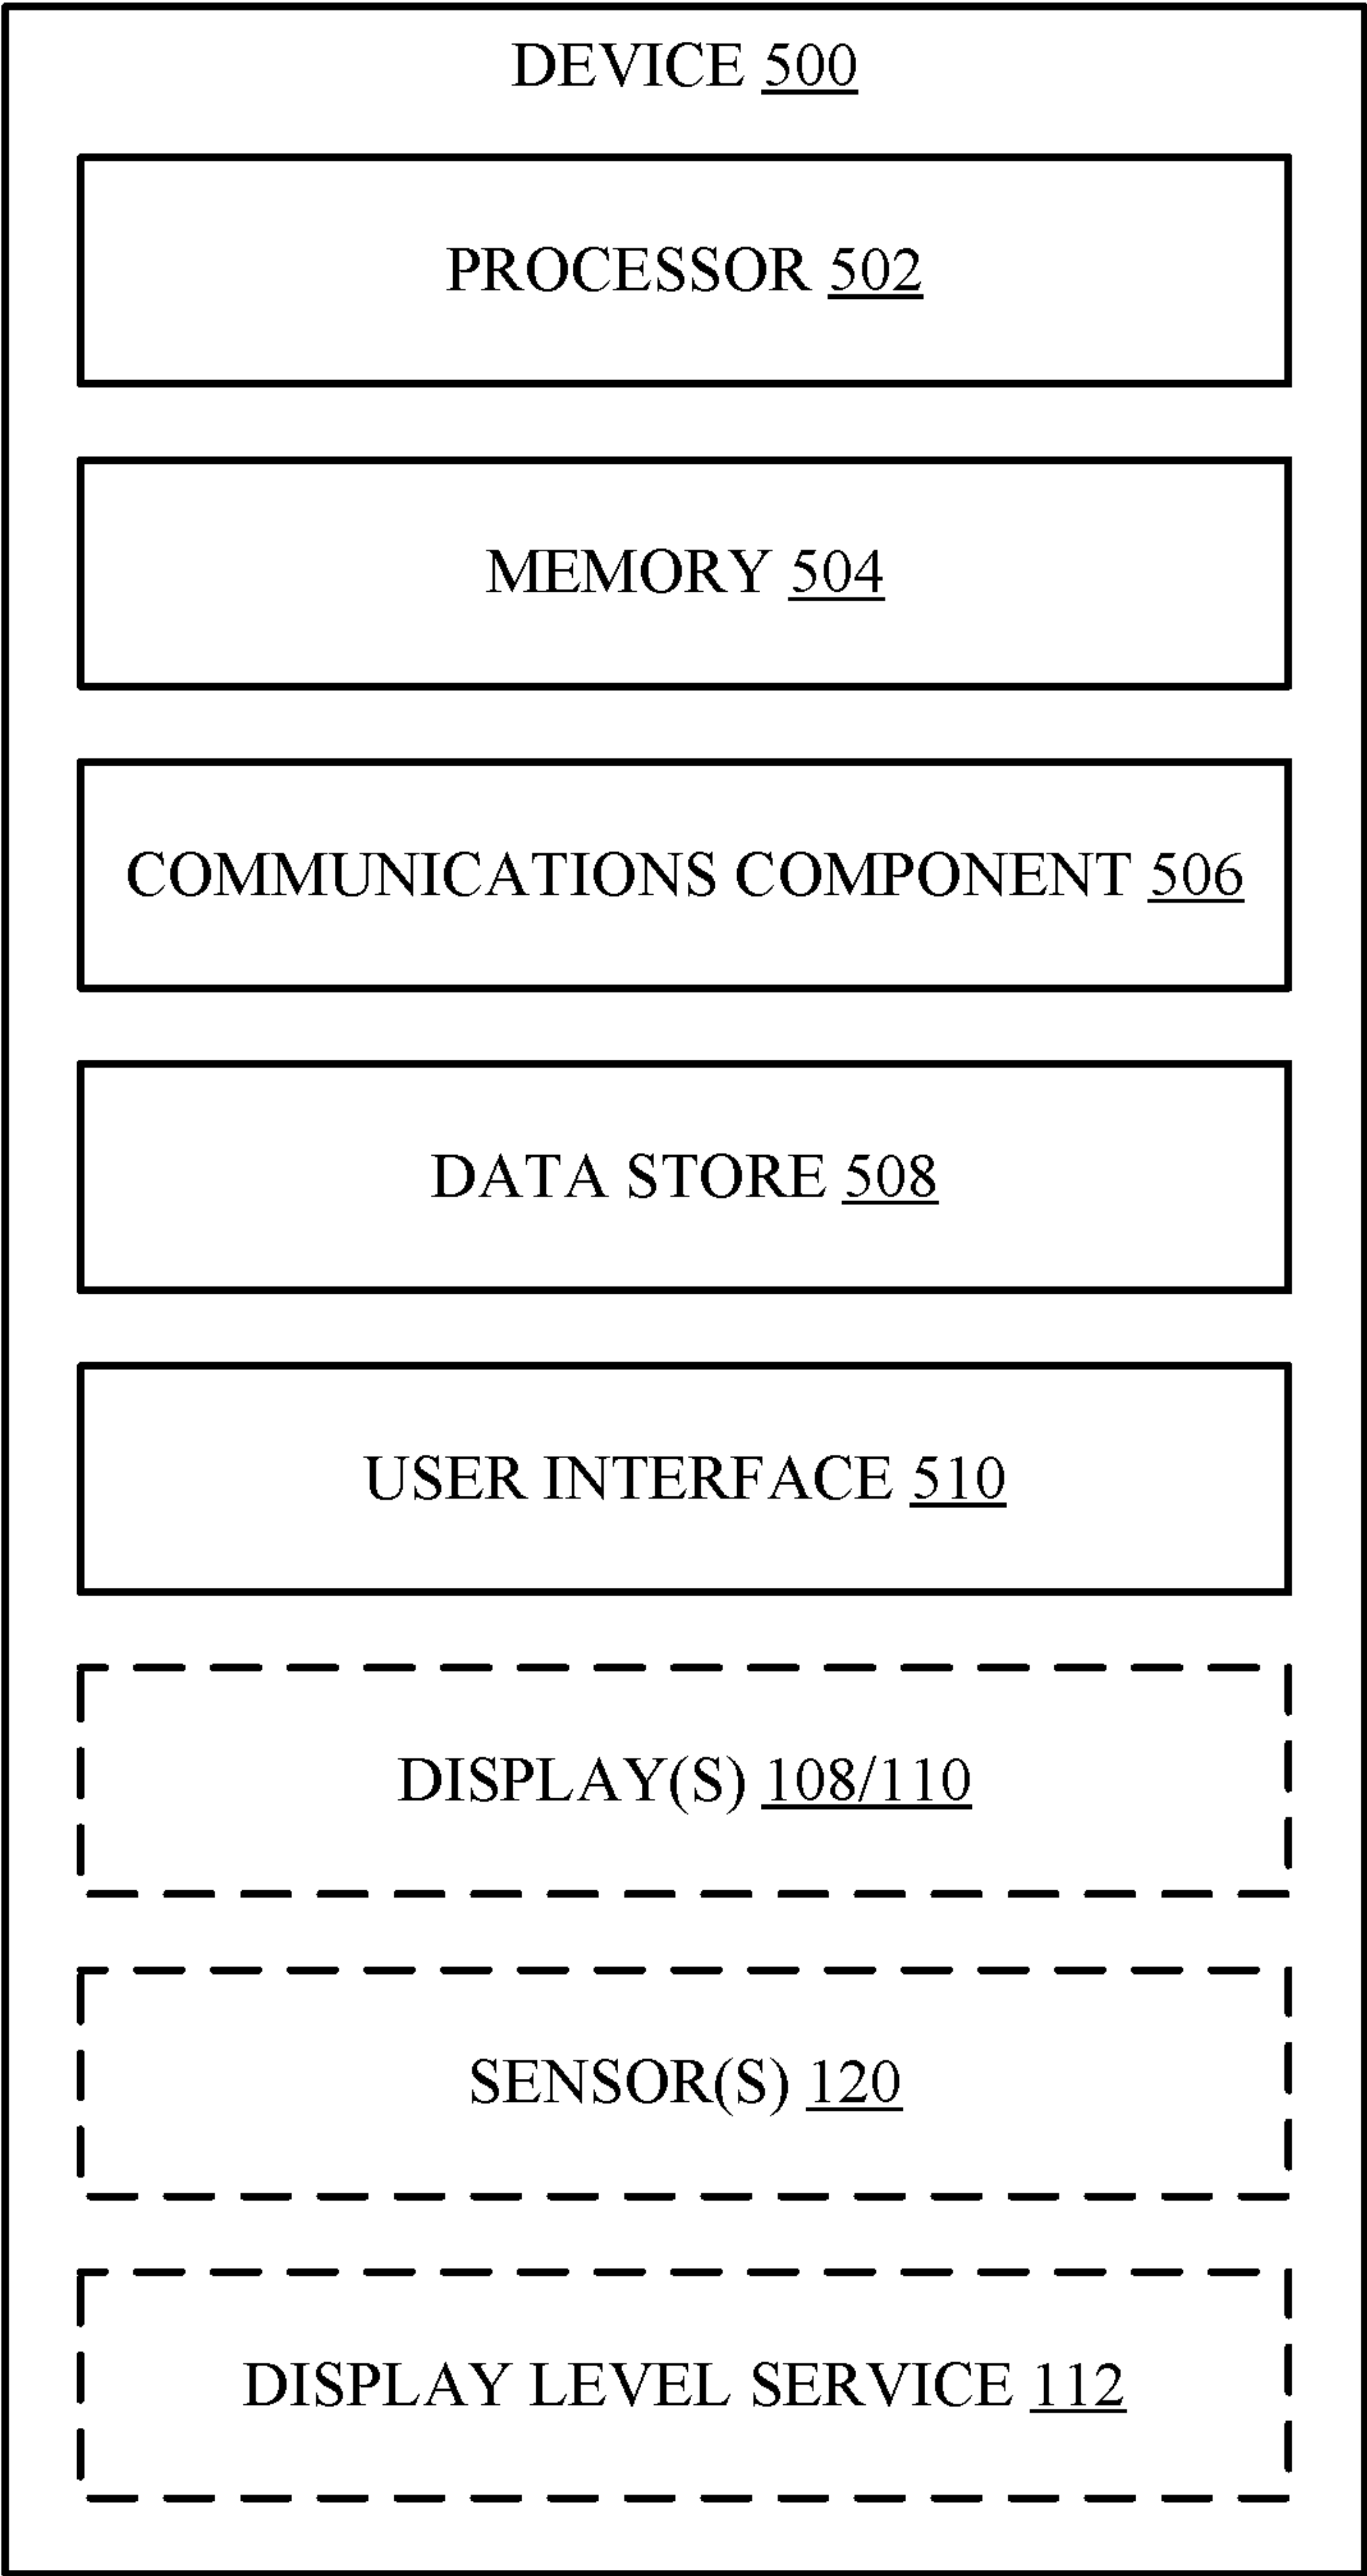 DEVICE 500
PROCESSOR 502
MEMORY 504
COMMUNICATIONS COMPONENT 506
DATA STORE 508
USER INTERFACE 510
DISPLAY(S) 108/110
SENSOR(S) 120
DISPLAY LEVEL SERVICE 112